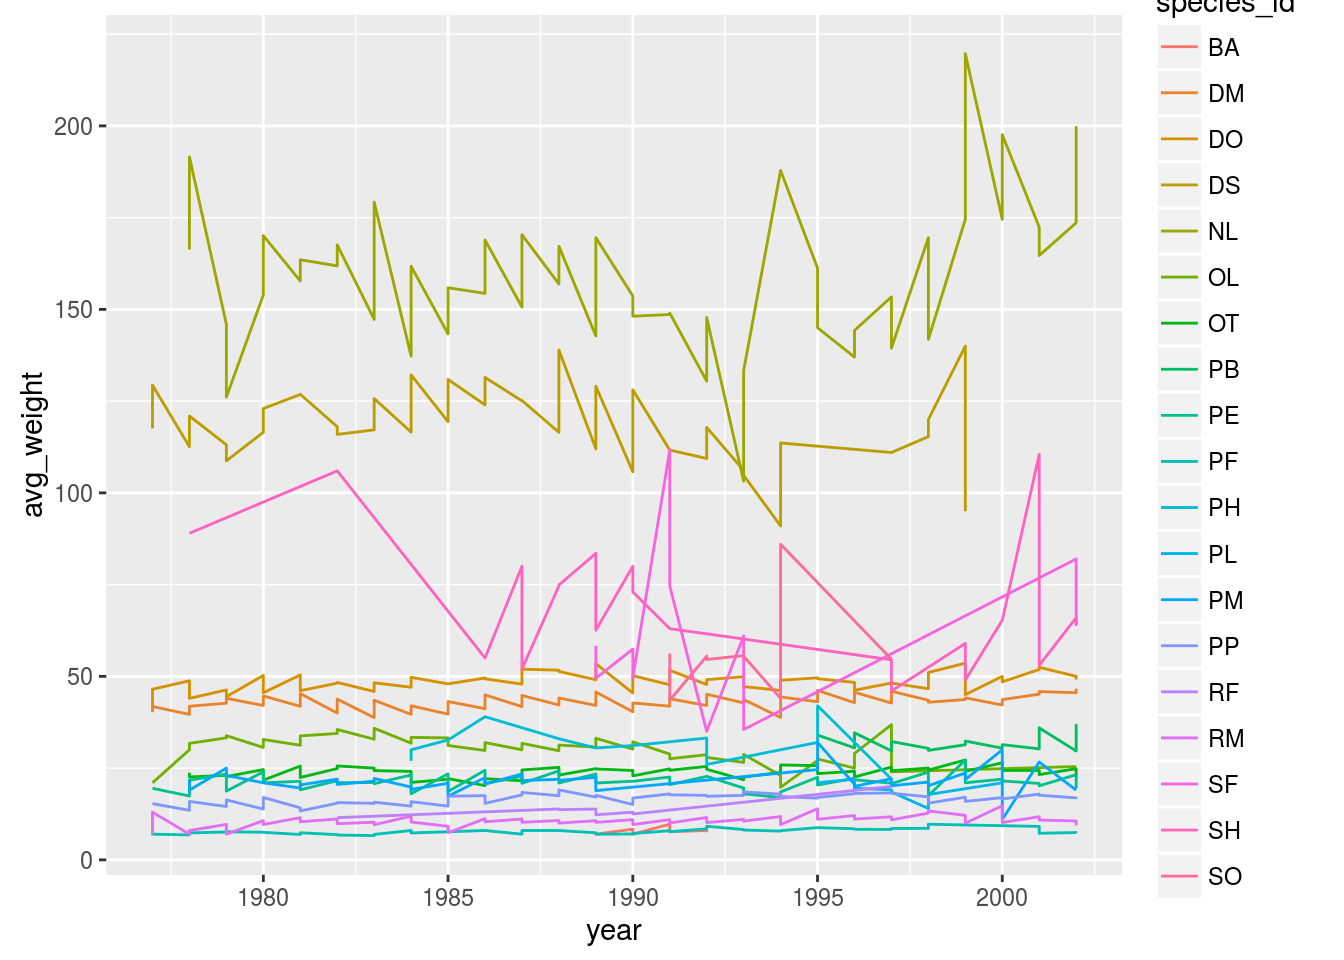 species_id
BA
DM
DO
DS
NL
OL
OT
PB
PE
PF
PH
PL
PM
PP
RF
RM
SF
SH
SO
200
150
100
50
0
avg_weight
1980 1985 1990 1995 2000
year